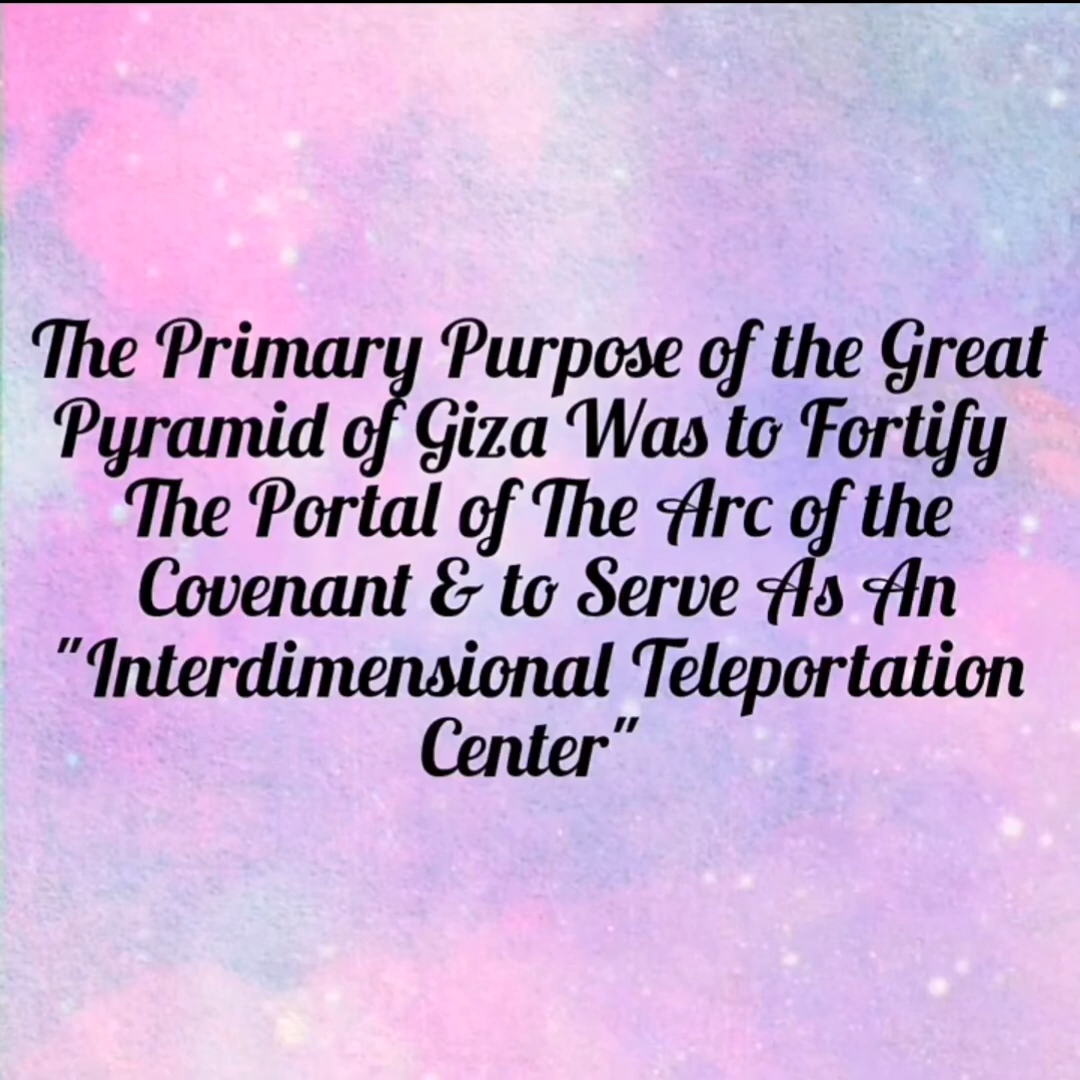 The Primary Purpose of the Great
Pyramid of Giza Was to Fortify
The Portal of The Arc of the
Covenant & to Serve As An
"Interdimensional Teleportation
Center"